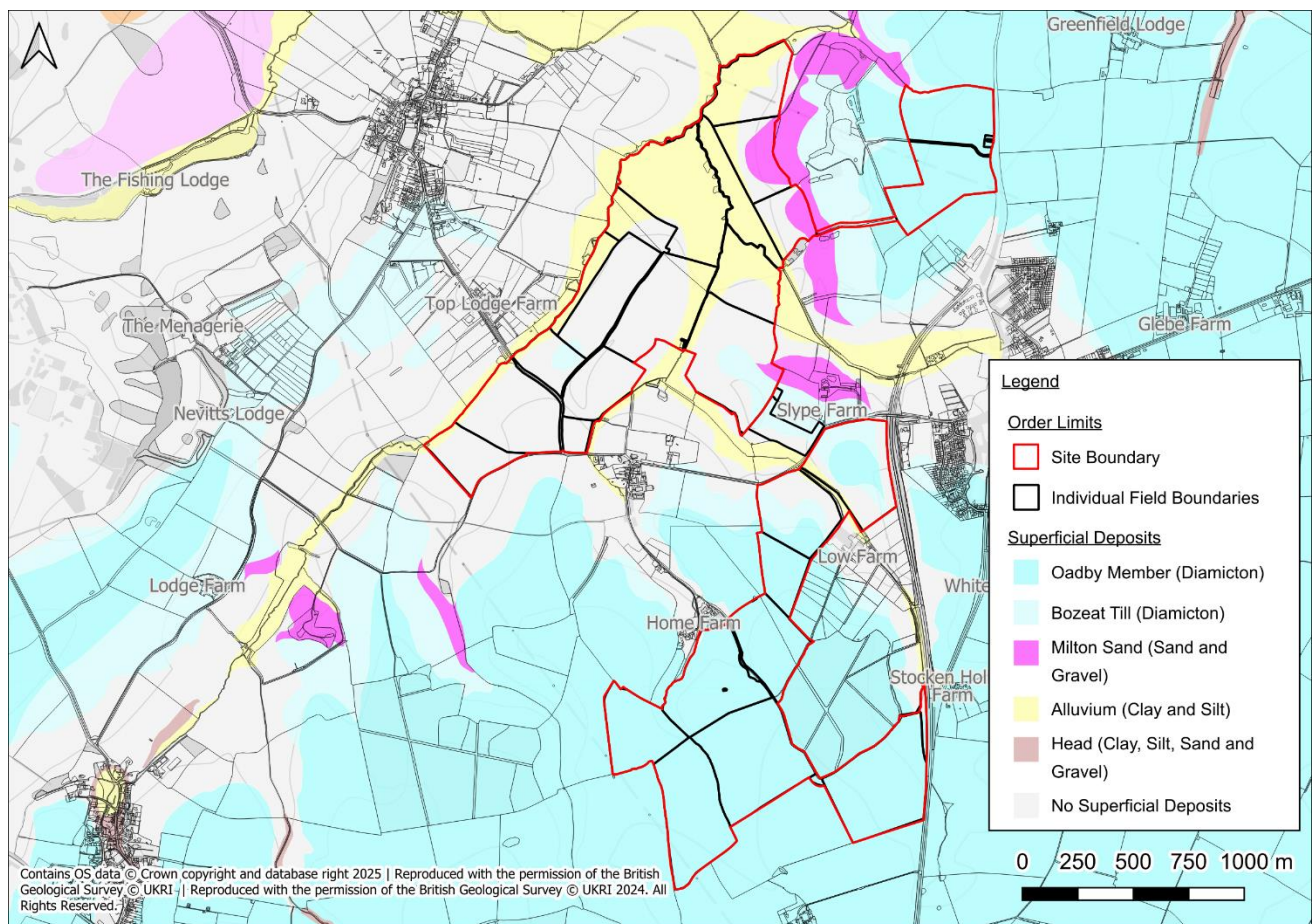 Greenfield Lodge
The Fishing Lodge
Top Lodge Farm
The Menagerie
Glebe Farm
Nevitts Lodge
Slype Farm
Lodge Farm
Low Farm
White
Home Farm
Stocken Holl
Farm
Legend
Order Limits
Site Boundary
Individual Field Boundaries
Superficial Deposits
Oadby Member (Diamicton)
Bozeat Till (Diamicton)
Milton Sand (Sand and
Gravel)
Alluvium (Clay and Silt)
Head (Clay, Silt, Sand and
Gravel)
No Superficial Deposits
0 250 500 750 1000 m
Contains OS data © Crown copyright and database right 2025 | Reproduced with the permission of the British
Geological Survey © UKRI | Reproduced with the permission of the British Geological Survey © UKRI 2024. All
Rights Reserved.